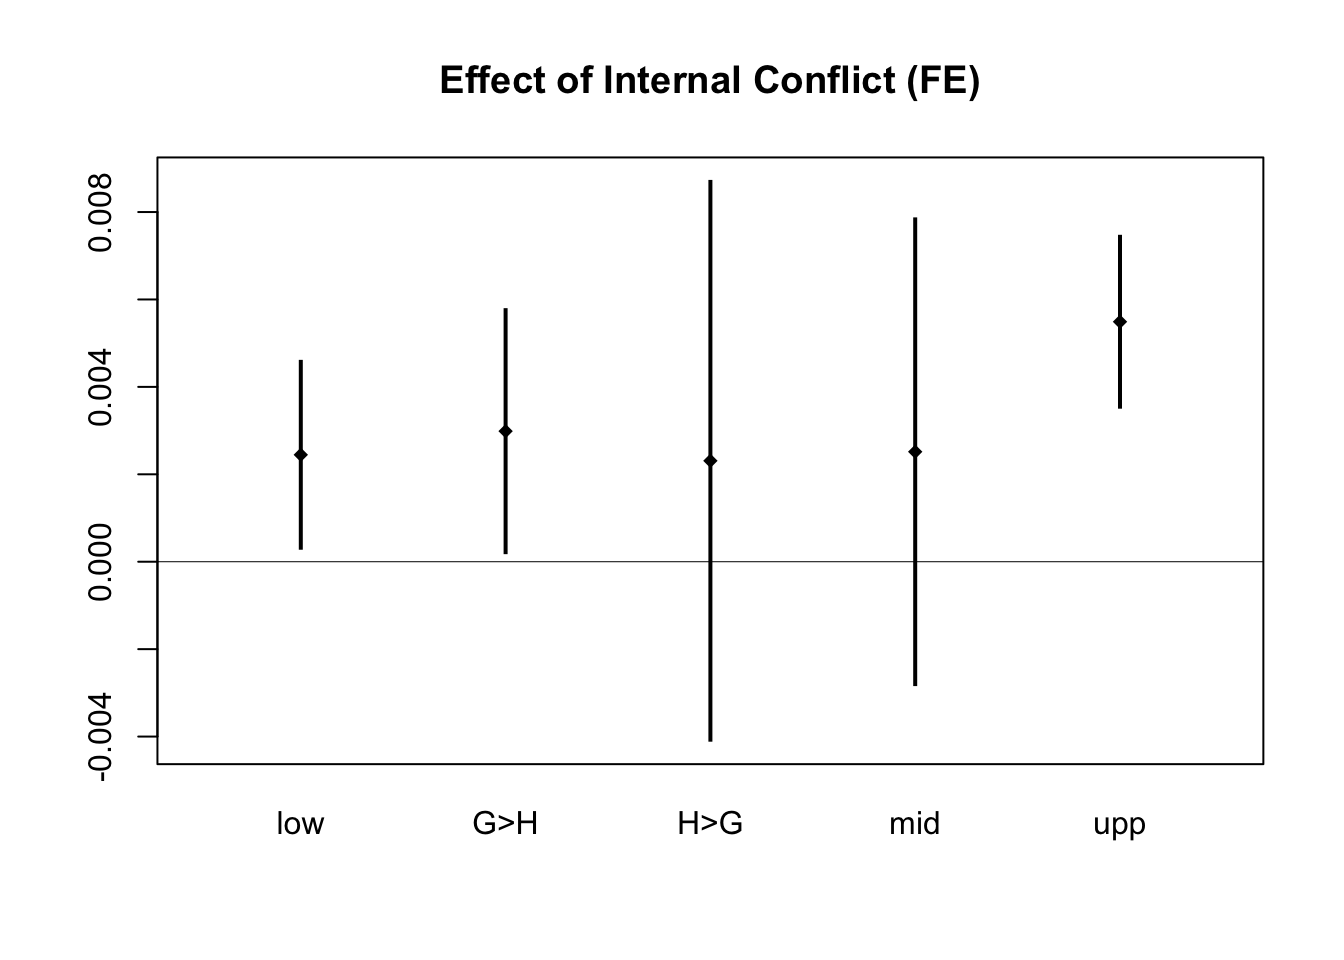 Effect of Internal Conflict (FE)
0.008
0.004
0.000
-0.004
low G>H H>G mid upp